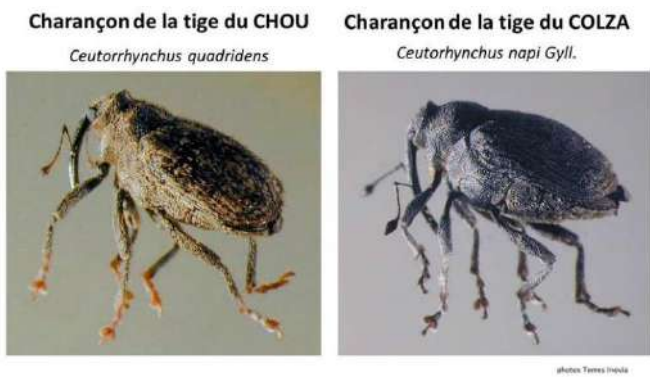 Charançon de la tige du CHOU
Ceutorrhynchus quadridens
Charançon de la tige du COLZA
Ceutorhynchus napi Gyll.
photos Terres Inovia